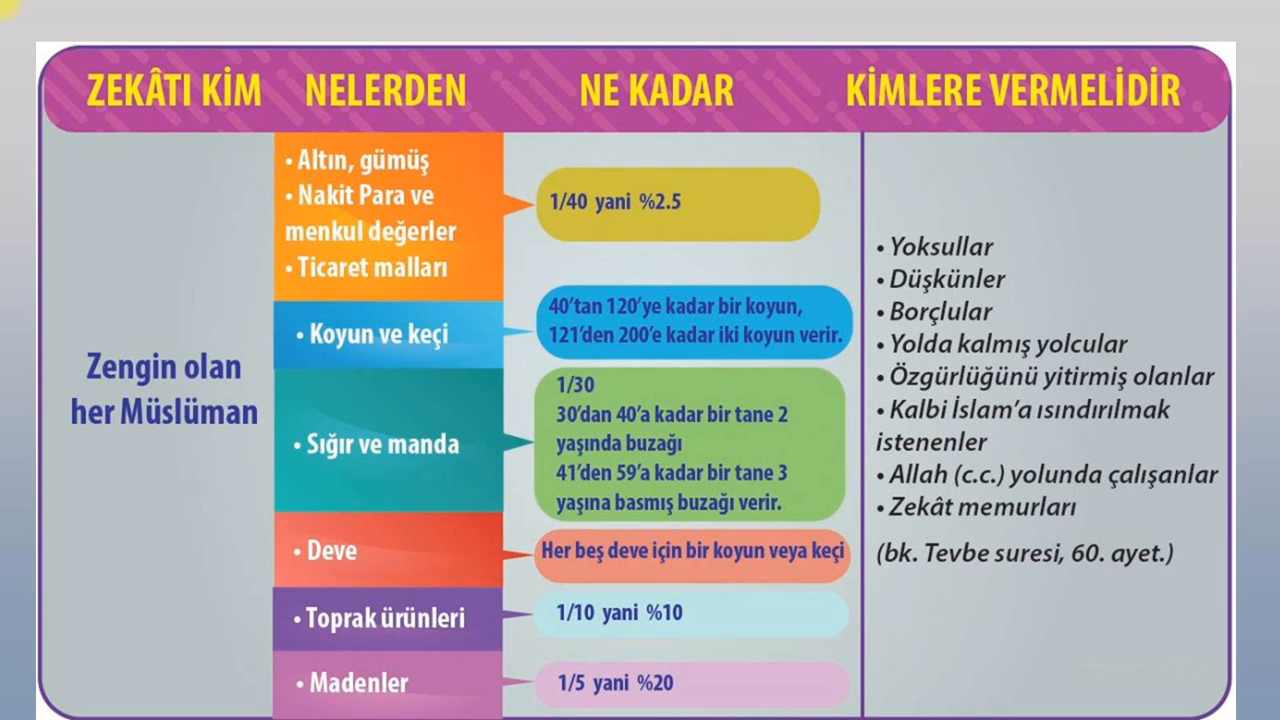 ZEKÂTI KİM NELERDEN NE KADAR KİMLERE VERMELİDİR
Zengin olan
her Müslüman
• Altın, gümüş
• Nakit Para ve
menkul değerler
• Ticaret malları
1/40 yani %2.5
• Koyun ve keçi
40'tan 120'ye kadar bir koyun,
121'den 200'e kadar iki koyun verir.
• Sığır ve manda
1/30
30'dan 40'a kadar bir tane 2
yaşında buzağı
41'den 59'a kadar bir tane 3
yaşına basmış buzağı verir.
• Deve
Her beş deve için bir koyun veya keçi
• Toprak ürünleri
1/10 yani %10
• Madenler
1/5 yani %20
• Yoksullar
• Düşkünler
• Borçlular
• Yolda kalmış yolcular
• Özgürlüğünü yitirmiş olanlar
• Kalbi İslam'a ısındırılmak
istenenler
• Allah (c.c.) yolunda çalışanlar
• Zekât memurları
(bk. Tevbe suresi, 60. ayet.)